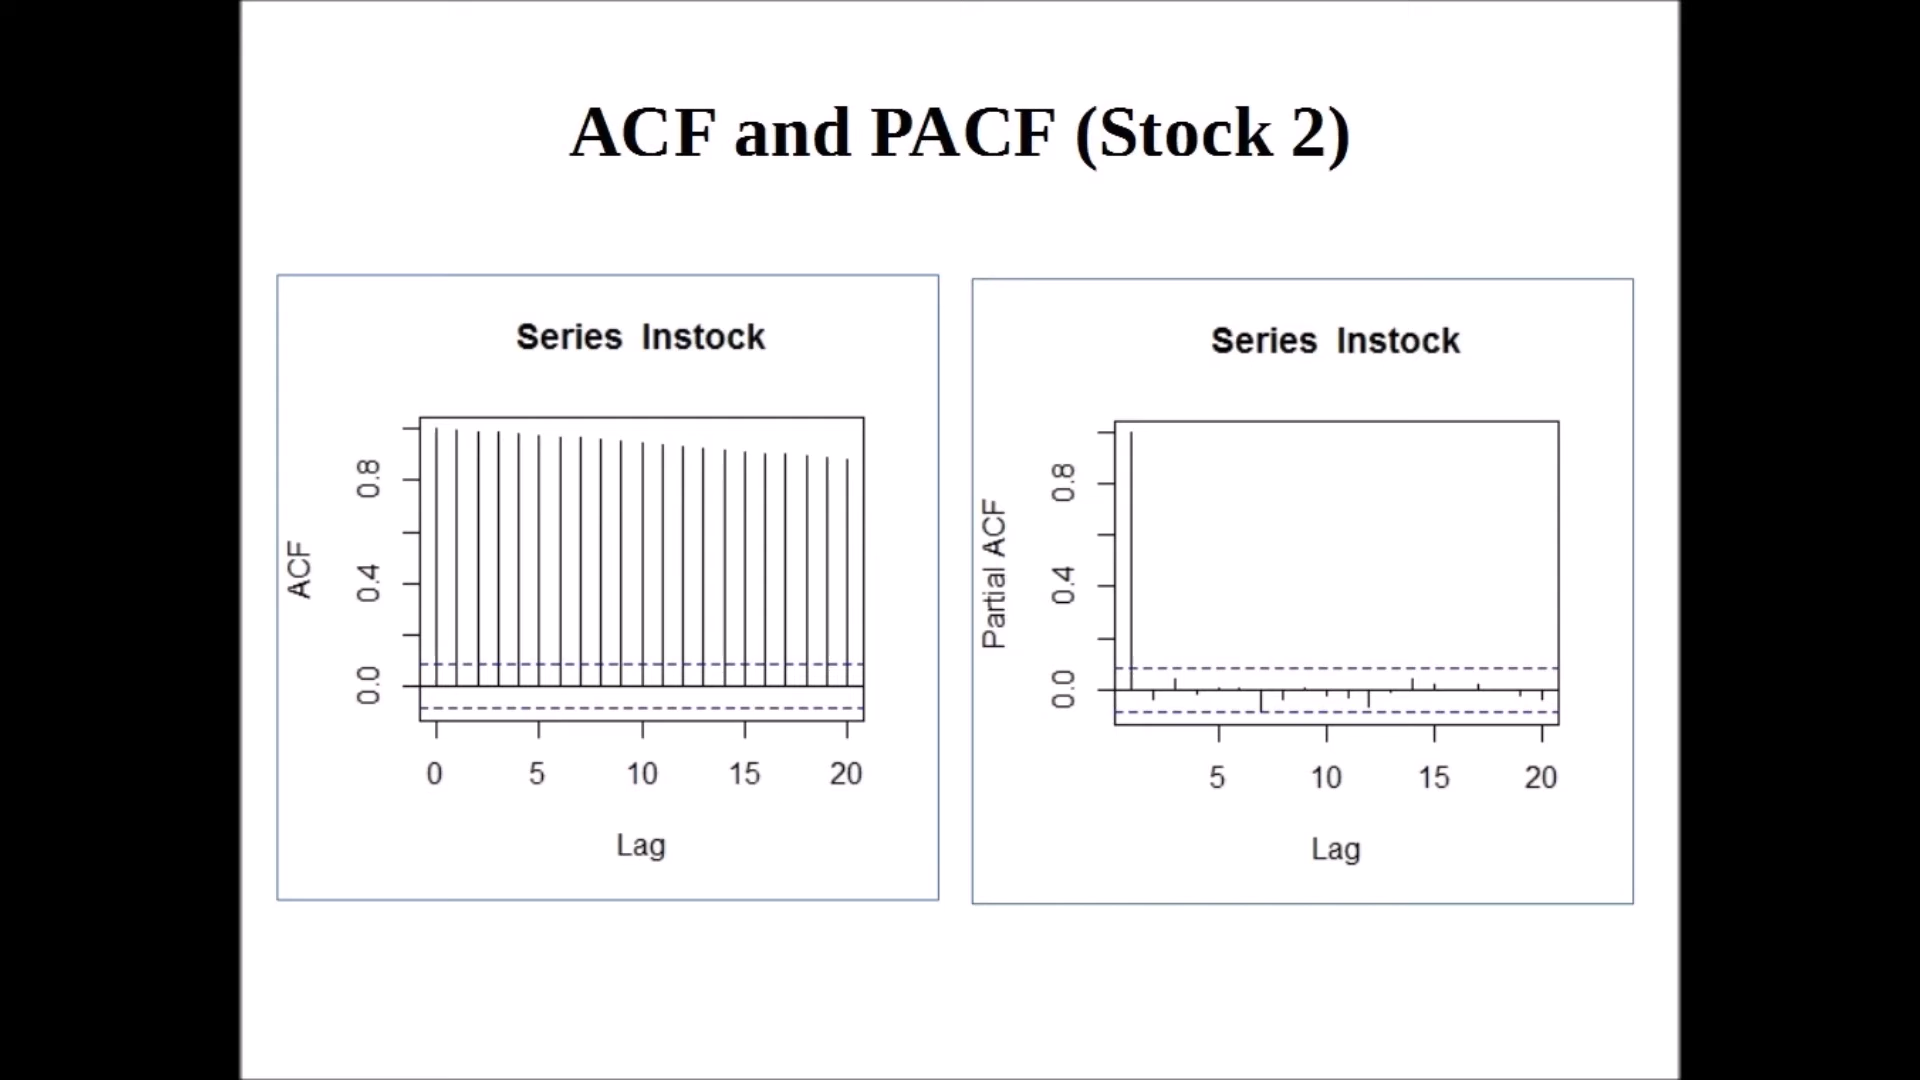 ACF and PACF (Stock 2)
Series Instock
ACF
0.0 0.4 0.8
0 5 10 15 20
Lag
Series Instock
Partial ACF
0.0 0.4 0.8
5 10 15 20
Lag